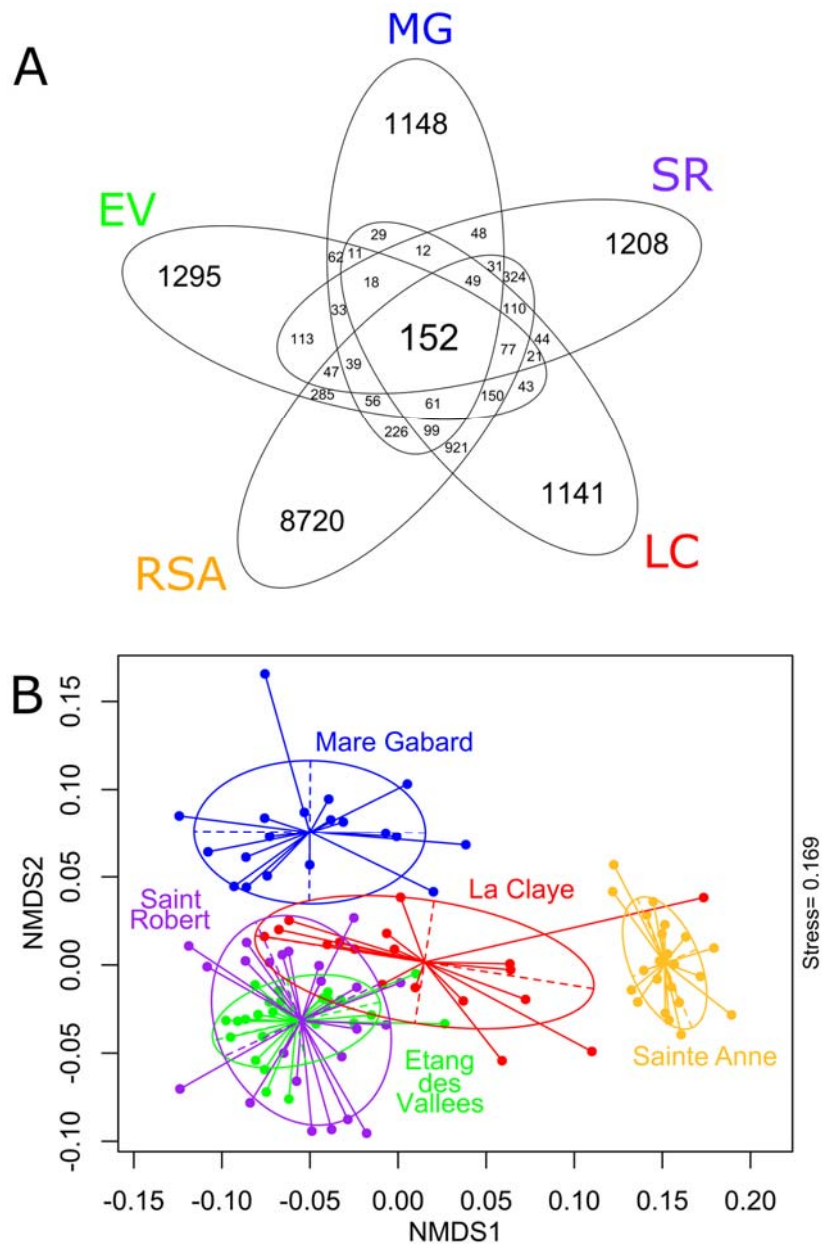 A
MG
SR
EV
RSA
LC
1148
1208
1295
29
48
12
62
11
31
324
18
49
33
110
113
152
77
44
21
47
39
285
56
61
150
43
226
99
921
8720
1141
B
0.15
0.10
0.05
0.00
-0.05
-0.10
NMDS2
Mare Gabard
La Claye
Saint
Robert
Etang
des
Vallees
Sainte Anne
Stress= 0.169
-0.15
-0.10
-0.05
0.00
0.05
0.10
0.15
0.20
NMDS1